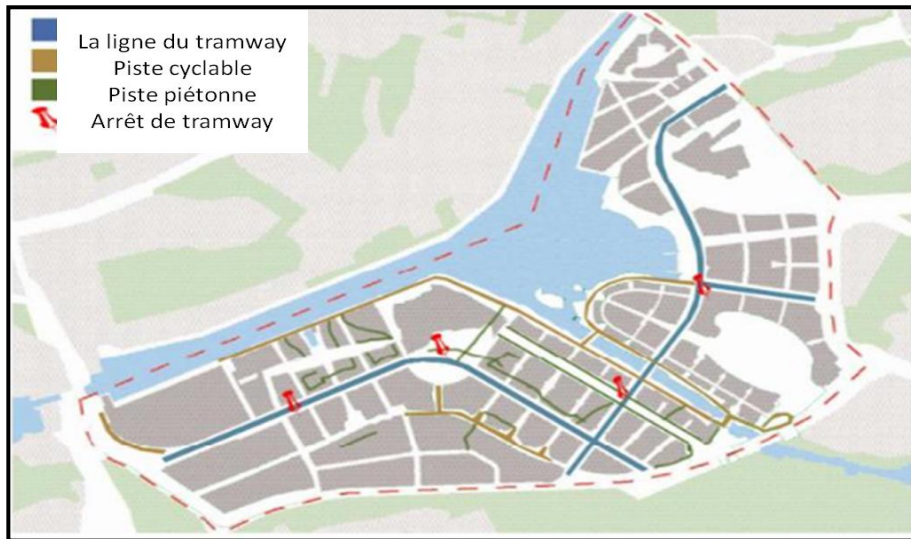 La ligne du tramway
Piste cyclable
Piste piétonne
Arrêt de tramway